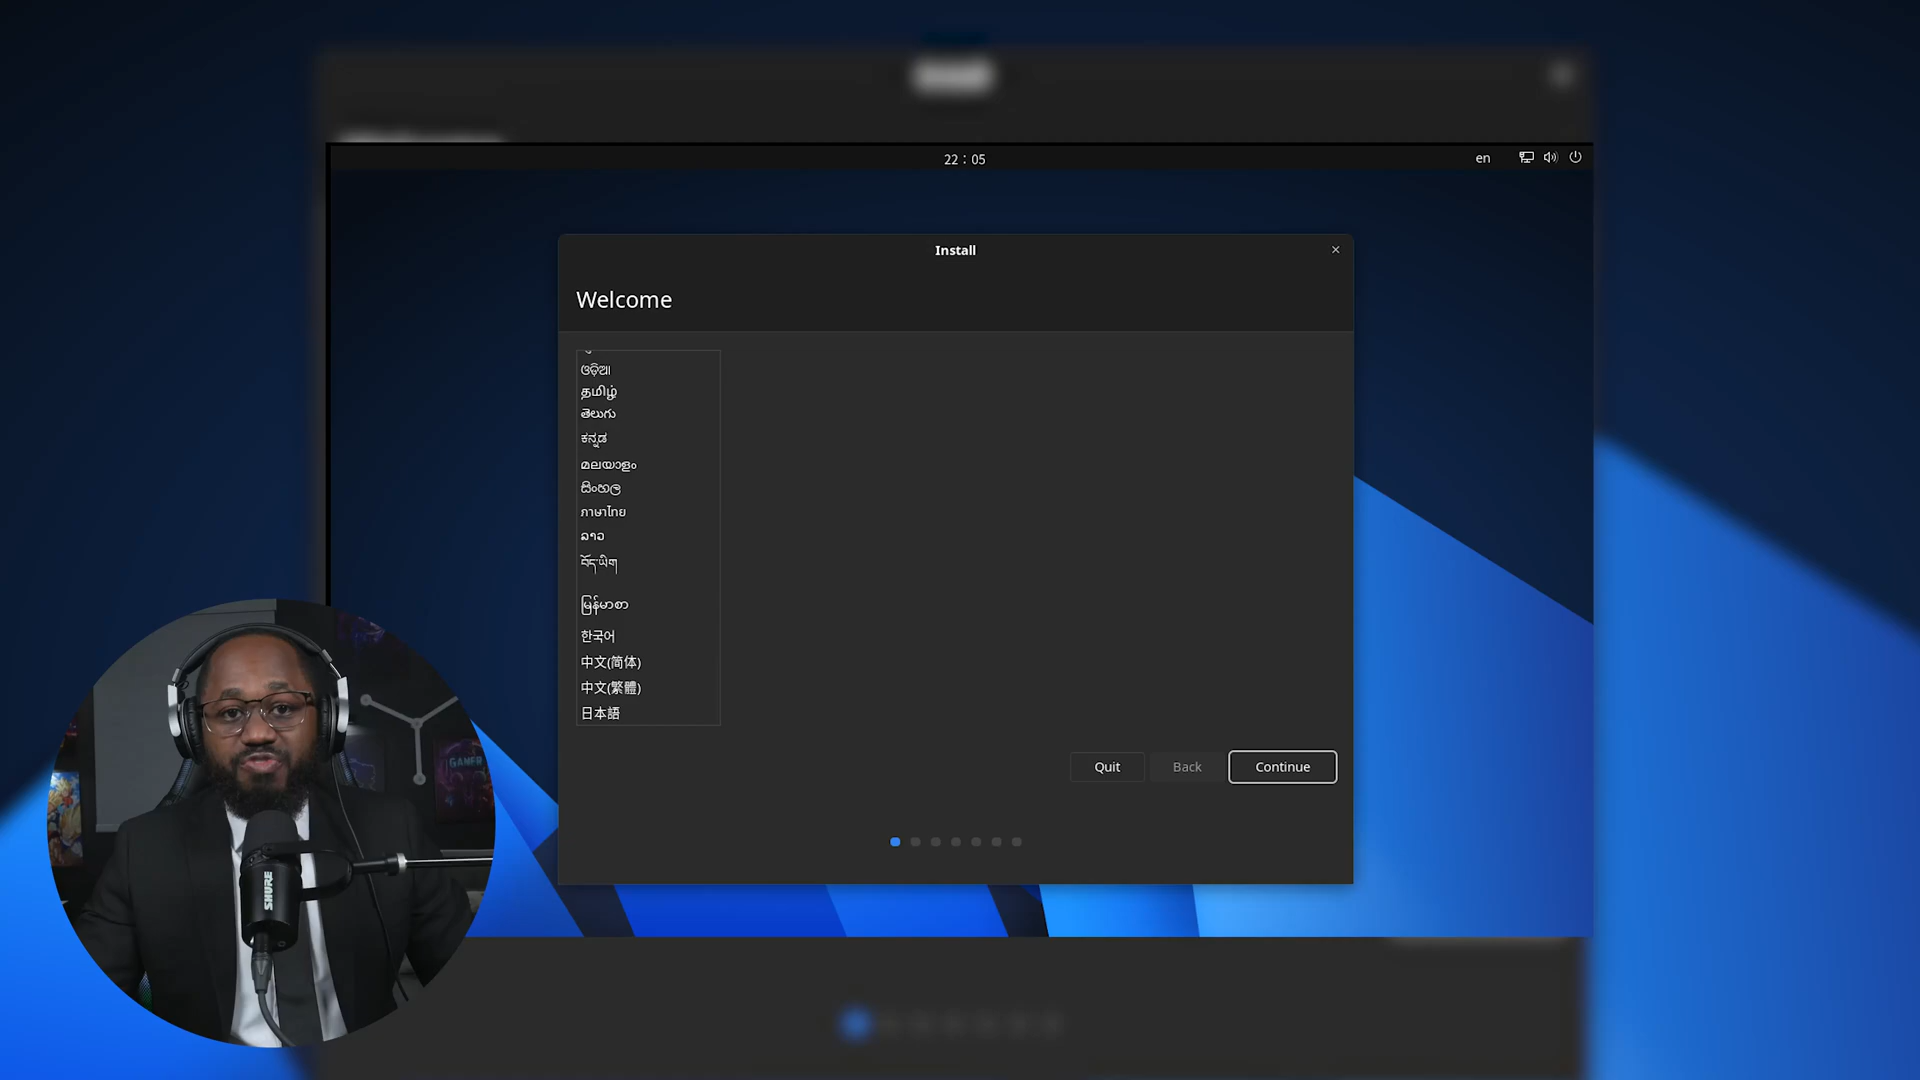 22 : 05
en
Install
Welcome
ଓଡ଼ିଆ
தமிழ்
తెలుగు
ಕನ್ನಡ
മലയാളം
සිංහල
ภาษาไทย
ລາວ
བོད་ཡིག
မြန်မာစာ
한국어
中文(简体)
中文(繁體)
日本語
Quit
Back
Continue
GAMER
SHURE